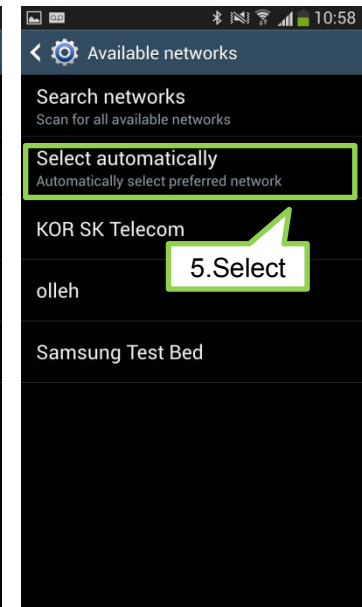 10:58
Available networks
Search networks
Scan for all available networks
Select automatically
Automatically select preferred network
KOR SK Telecom
5.Select
olleh
Samsung Test Bed